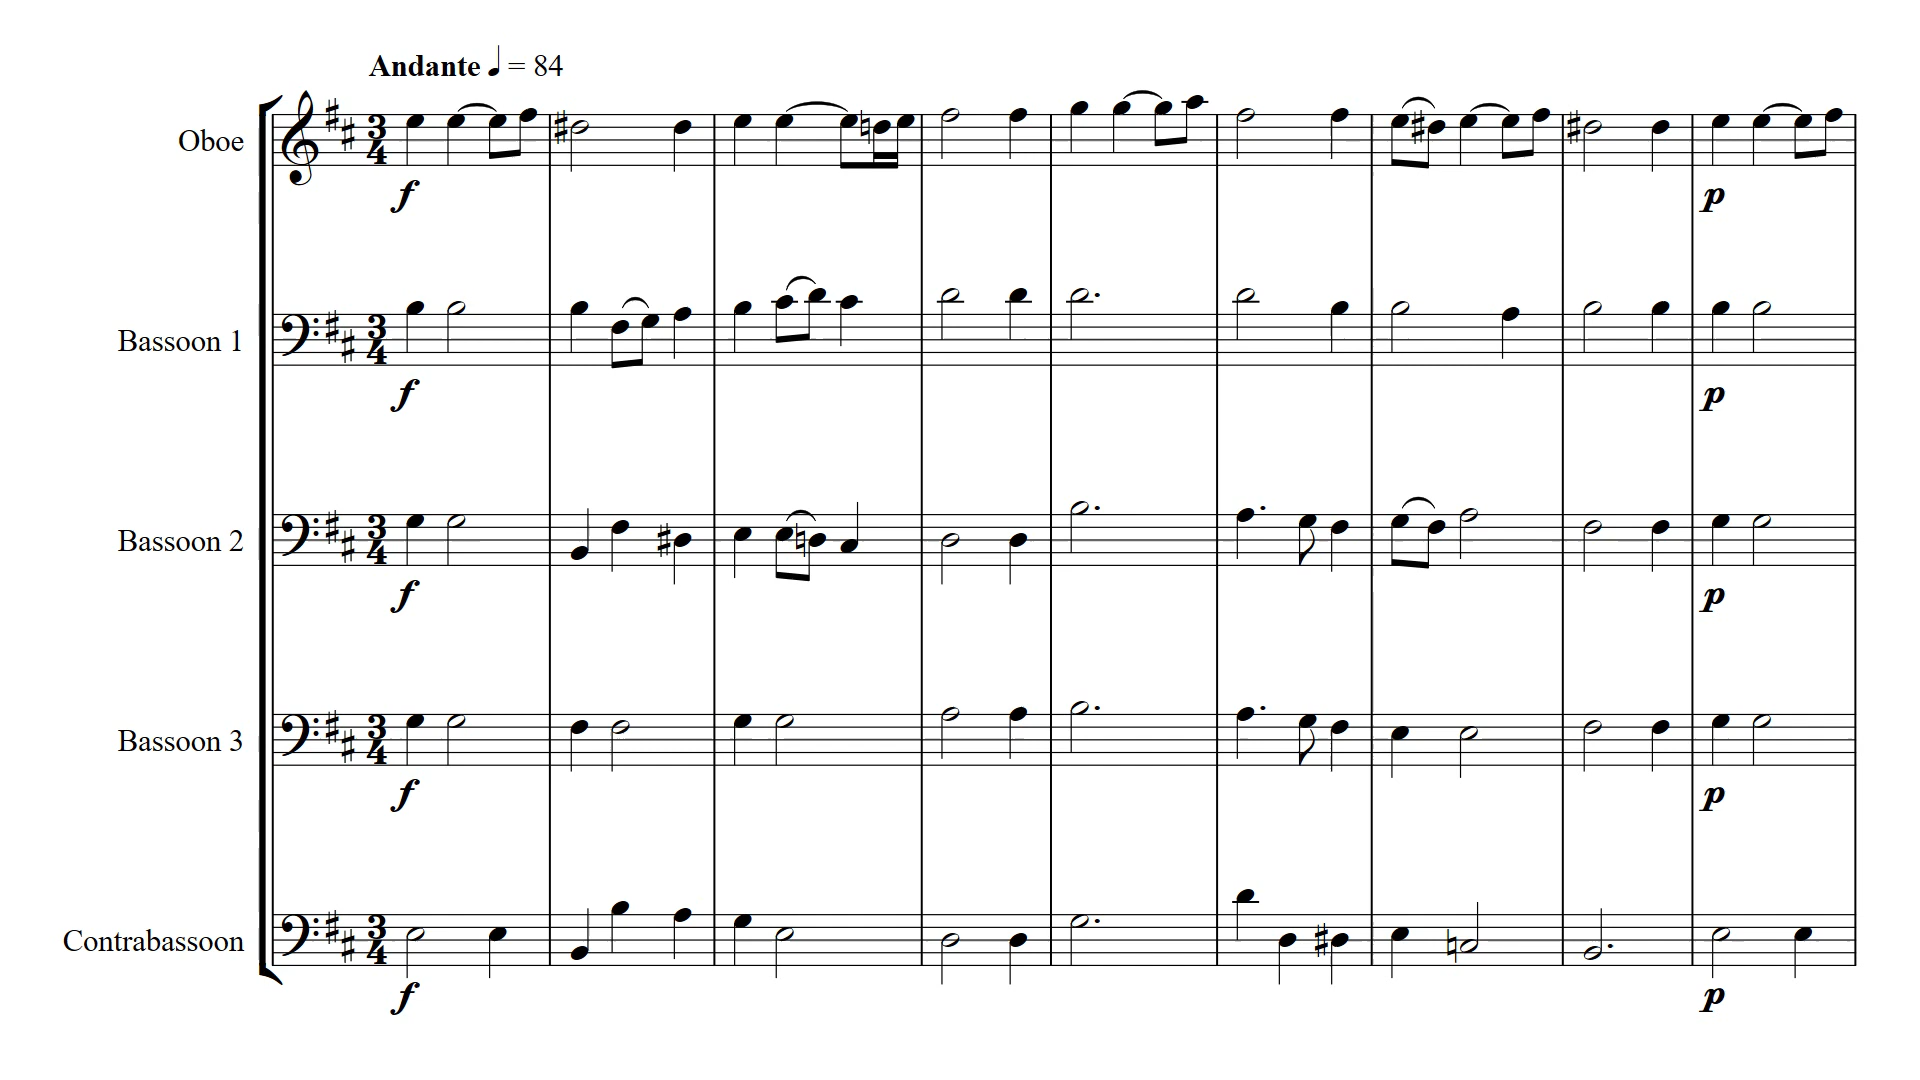 Andante ♩ = 84
Oboe
f
p
Bassoon 1
f
p
Bassoon 2
f
p
Bassoon 3
f
p
Contrabassoon
f
p